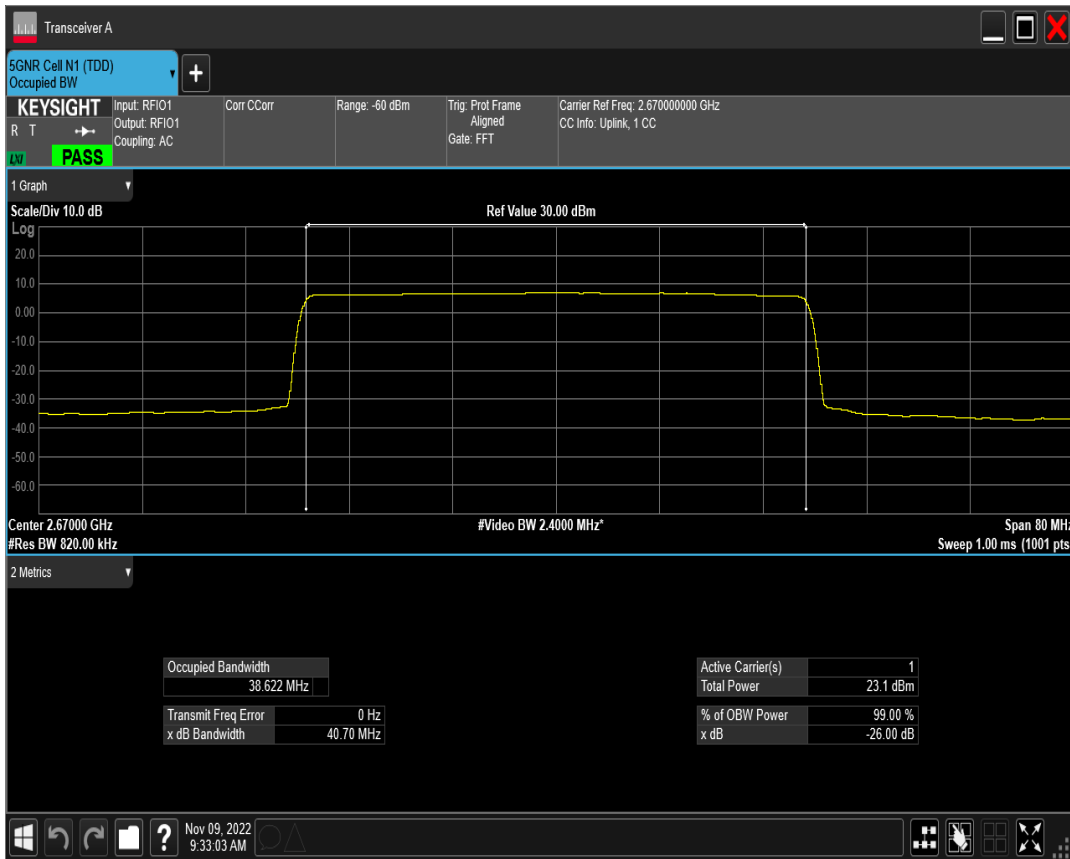 Transceiver A
5GNR Cell N1 (TDD)
Occupied BW
+
KEYSIGHT
R T
LXI
PASS
Input: RFIO1
Output: RFIO1
Coupling: AC
Corr CCorr
Range: -60 dBm
Trig: Prot Frame
Aligned
Gate: FFT
Carrier Ref Freq: 2.670000000 GHz
CC Info: Uplink, 1 CC
1 Graph
Scale/Div 10.0 dB
Ref Value 30.00 dBm
Log
20.0
10.0
0.00
-10.0
-20.0
-30.0
-40.0
-50.0
-60.0
Center 2.67000 GHz
#Video BW 2.4000 MHz*
Span 80 MHz
#Res BW 820.00 kHz
Sweep 1.00 ms (1001 pts
2 Metrics
Occupied Bandwidth
38.622 MHz
Active Carrier(s) 1
Total Power 23.1 dBm
Transmit Freq Error 0 Hz
x dB Bandwidth 40.70 MHz
% of OBW Power 99.00 %
x dB -26.00 dB
?
Nov 09, 2022
9:33:03 AM